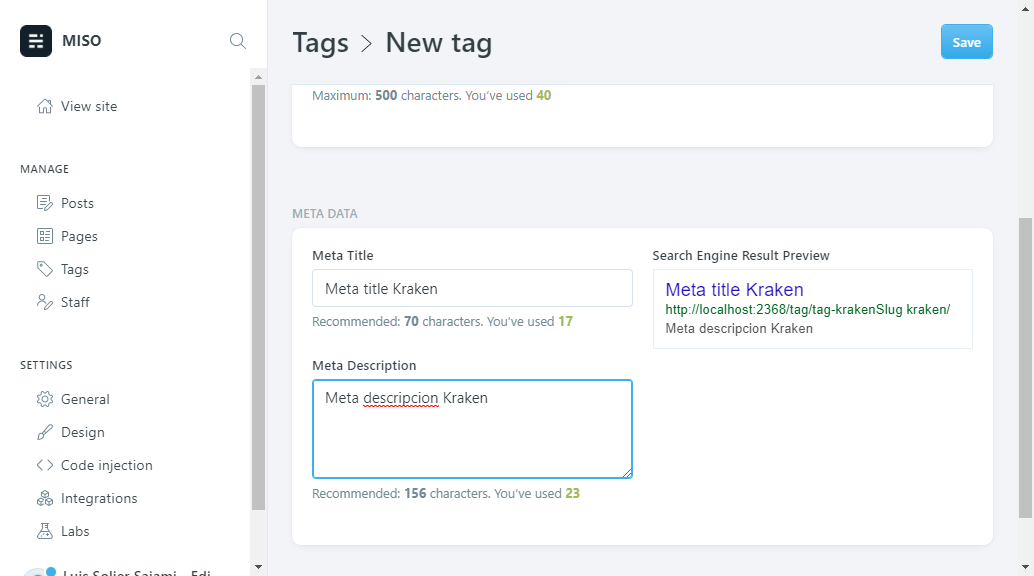 MISO
View site
MANAGE
Posts
Pages
Tags
Staff
SETTINGS
General
Design
Code injection
Integrations
Labs
Tags > New tag
Save
Maximum: 500 characters. You've used 40
META DATA
Meta Title
Meta title Kraken
Recommended: 70 characters. You've used 17
Meta Description
Meta descripcion Kraken
Recommended: 156 characters. You've used 23
Search Engine Result Preview
Meta title Kraken
http://localhost:2368/tag/tag-krakenSlug kraken/
Meta descripcion Kraken